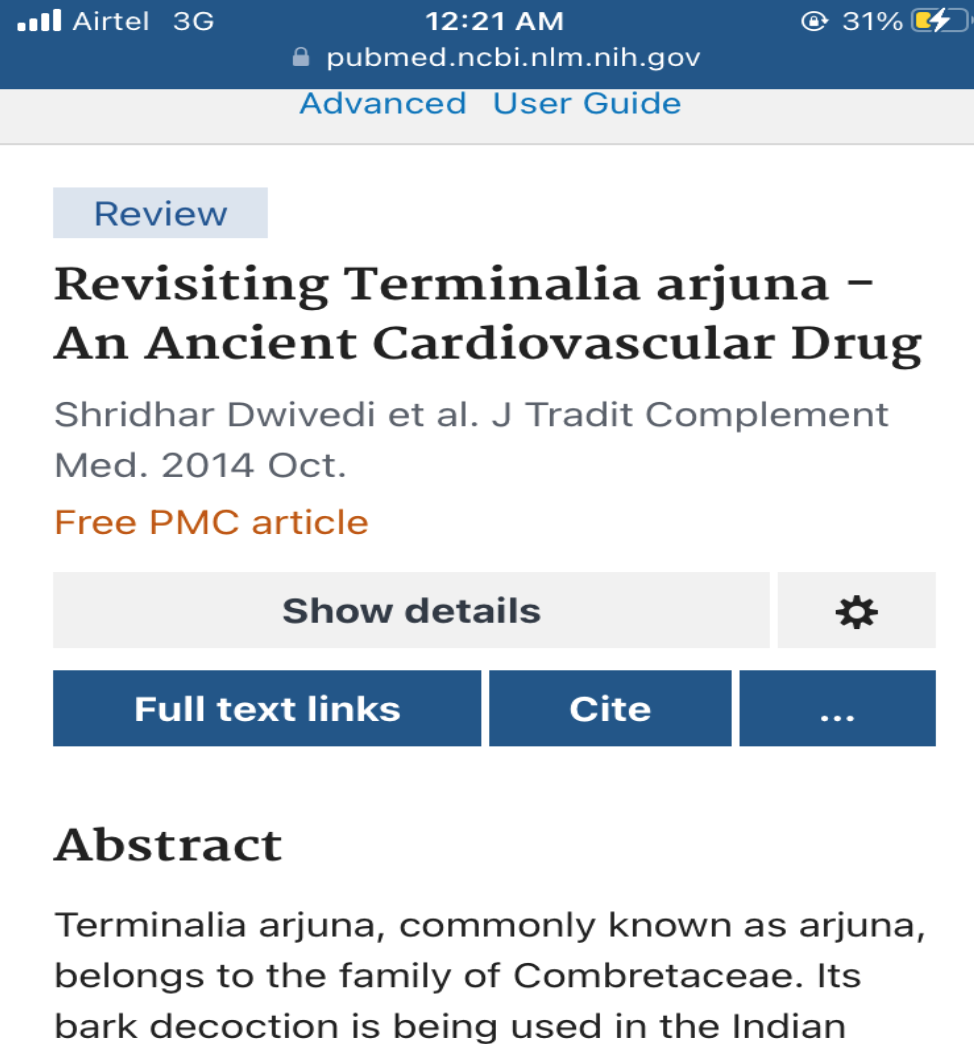 Airtel 3G 12:21 AM 31%
pubmed.ncbi.nlm.nih.gov
Advanced User Guide
Review
Revisiting Terminalia arjuna –
An Ancient Cardiovascular Drug
Shridhar Dwivedi et al. J Tradit Complement
Med. 2014 Oct.
Free PMC article
Show details
Full text links Cite ...
Abstract
Terminalia arjuna, commonly known as arjuna,
belongs to the family of Combretaceae. Its
bark decoction is being used in the Indian